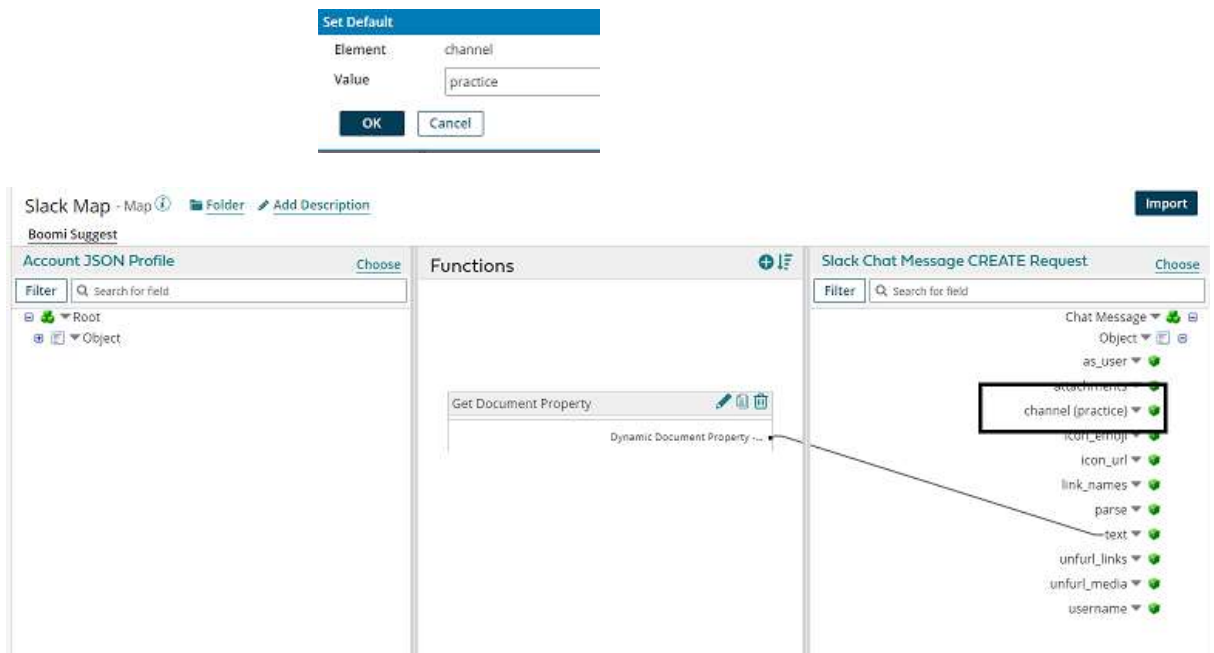 Set Default
Element channel
Value practice
OK Cancel
Slack Map - Map i Folder Add Description Import
Boomi Suggest
Account JSON Profile Choose
Functions
Slack Chat Message CREATE Request Choose
Filter Search for field
Filter Search for field
Root
Object
Get Document Property
Dynamic Document Property -...
Chat Message
Object
as_user
attachments
channel (practice)
icon_emoji
icon_url
link_names
parse
text
unfurl_links
unfurl_media
username